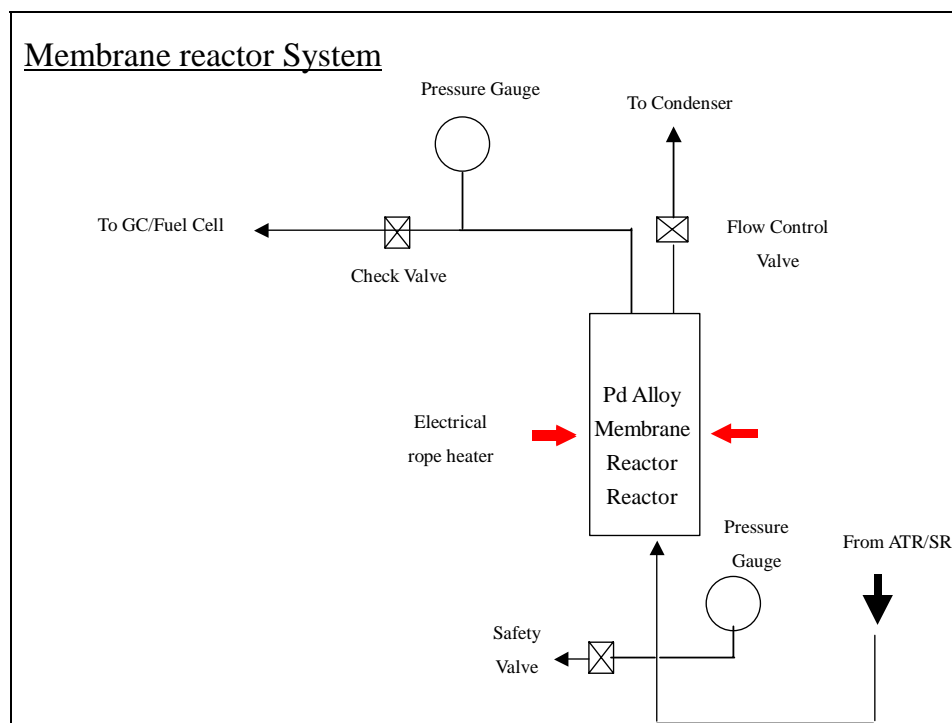 Membrane reactor System
Pressure Gauge
To Condenser
To GC/Fuel Cell
Check Valve
Flow Control
Valve
Electrical
rope heater
Pd Alloy
Membrane
Reactor
Reactor
Pressure
Gauge
From ATR/SR
Safety
Valve